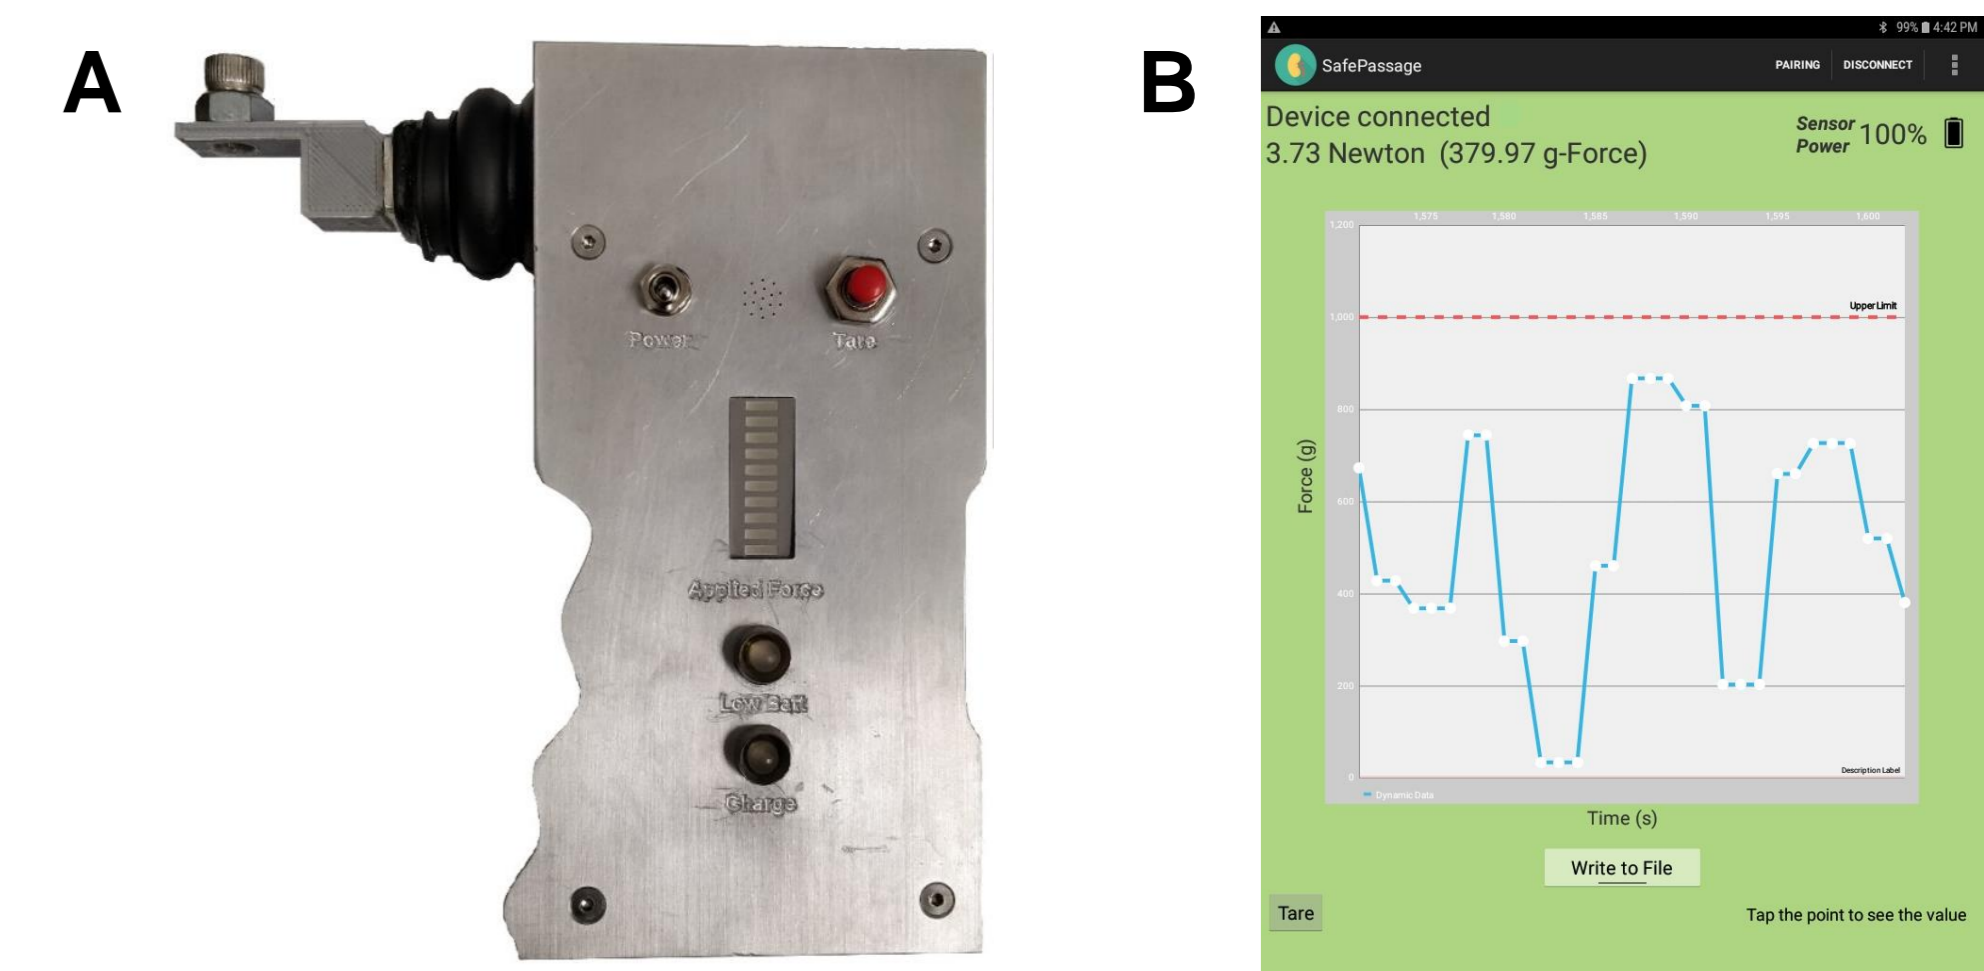 A
Power
Tare
Applied Force
Low Batt
Charge
B
99% 4:42 PM
SafePassage
PAIRING
DISCONNECT
Device connected
3.73 Newton (379.97 g-Force)
Sensor
Power
100%
1,575 1,580 1,585 1,590 1,595 1,600
1,200
Upper Limit
1,000
800
600
400
200
0
Force (g)
Description Label
Dynamic Data
Time (s)
Write to File
Tare
Tap the point to see the value